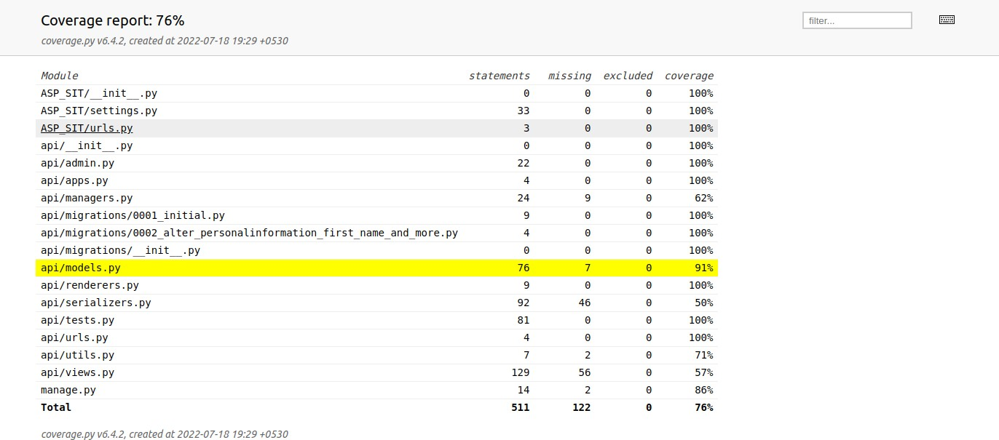 Coverage report: 76%
filter...
coverage.py v6.4.2, created at 2022-07-18 19:29 +0530
Module statements missing excluded coverage
ASP_SIT/__init__.py 0 0 0 100%
ASP_SIT/settings.py 33 0 0 100%
ASP_SIT/urls.py 3 0 0 100%
api/__init__.py 0 0 0 100%
api/admin.py 22 0 0 100%
api/apps.py 4 0 0 100%
api/managers.py 24 9 0 62%
api/migrations/0001_initial.py 9 0 0 100%
api/migrations/0002_alter_personalinformation_first_name_and_more.py 4 0 0 100%
api/migrations/__init__.py 0 0 0 100%
api/models.py 76 7 0 91%
api/renderers.py 9 0 0 100%
api/serializers.py 92 46 0 50%
api/tests.py 81 0 0 100%
api/urls.py 4 0 0 100%
api/utils.py 7 2 0 71%
api/views.py 129 56 0 57%
manage.py 14 2 0 86%
Total 511 122 0 76%
coverage.py v6.4.2, created at 2022-07-18 19:29 +0530